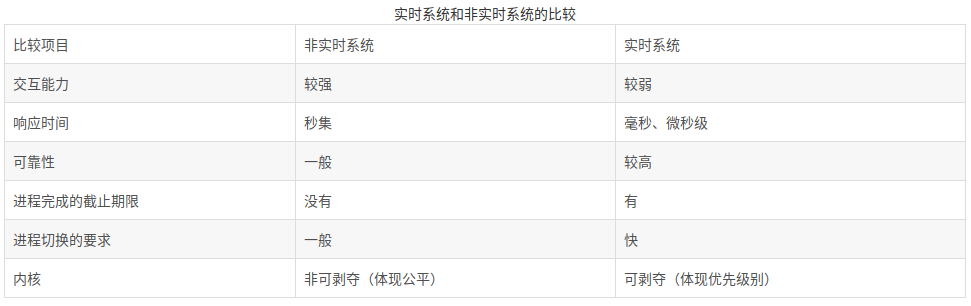 实时系统和非实时系统的比较
比较项目 非实时系统 实时系统
交互能力 较强 较弱
响应时间 秒集 毫秒、微秒级
可靠性 一般 较高
进程完成的截止期限 没有 有
进程切换的要求 一般 快
内核 非可剥夺（体现公平） 可剥夺（体现优先级别）